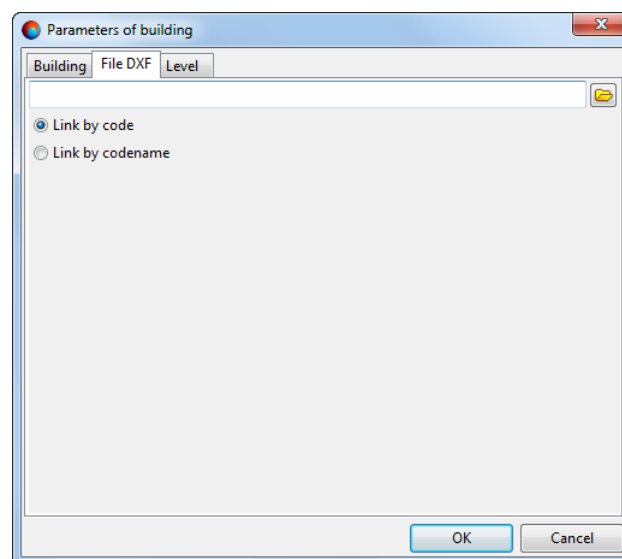 Parameters of building
Building File DXF Level
Link by code
Link by codename
OK Cancel